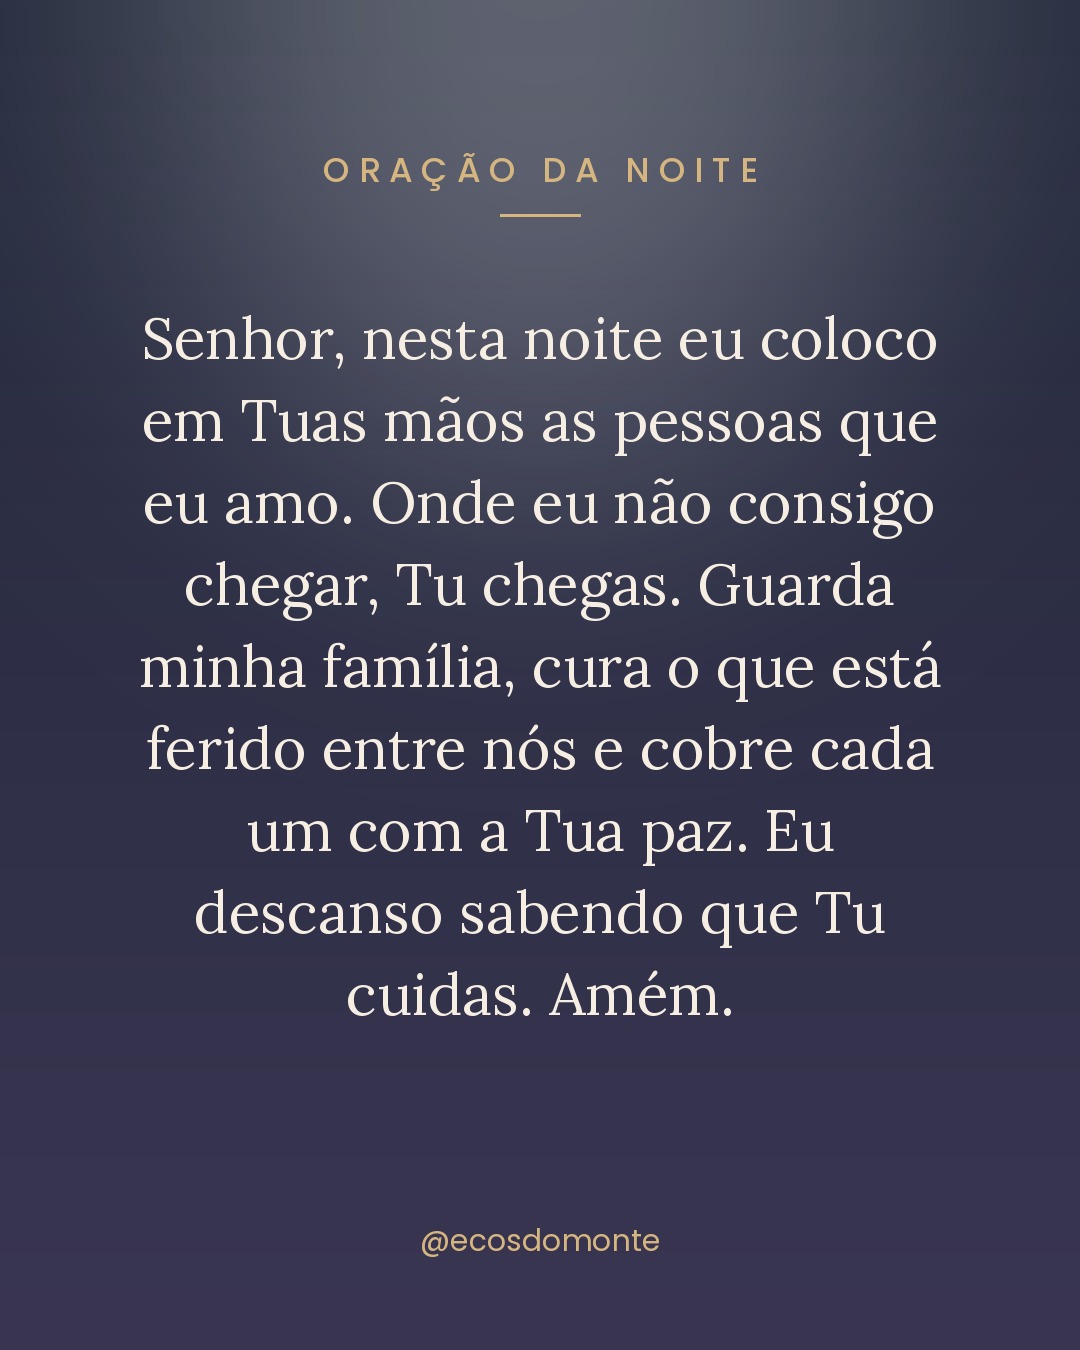 ORAÇÃO DA NOITE
Senhor, nesta noite eu coloco
em Tuas mãos as pessoas que
eu amo. Onde eu não consigo
chegar, Tu chegas. Guarda
minha família, cura o que está
ferido entre nós e cobre cada
um com a Tua paz. Eu
descanso sabendo que Tu
cuidas. Amém.
@ecosdomonte